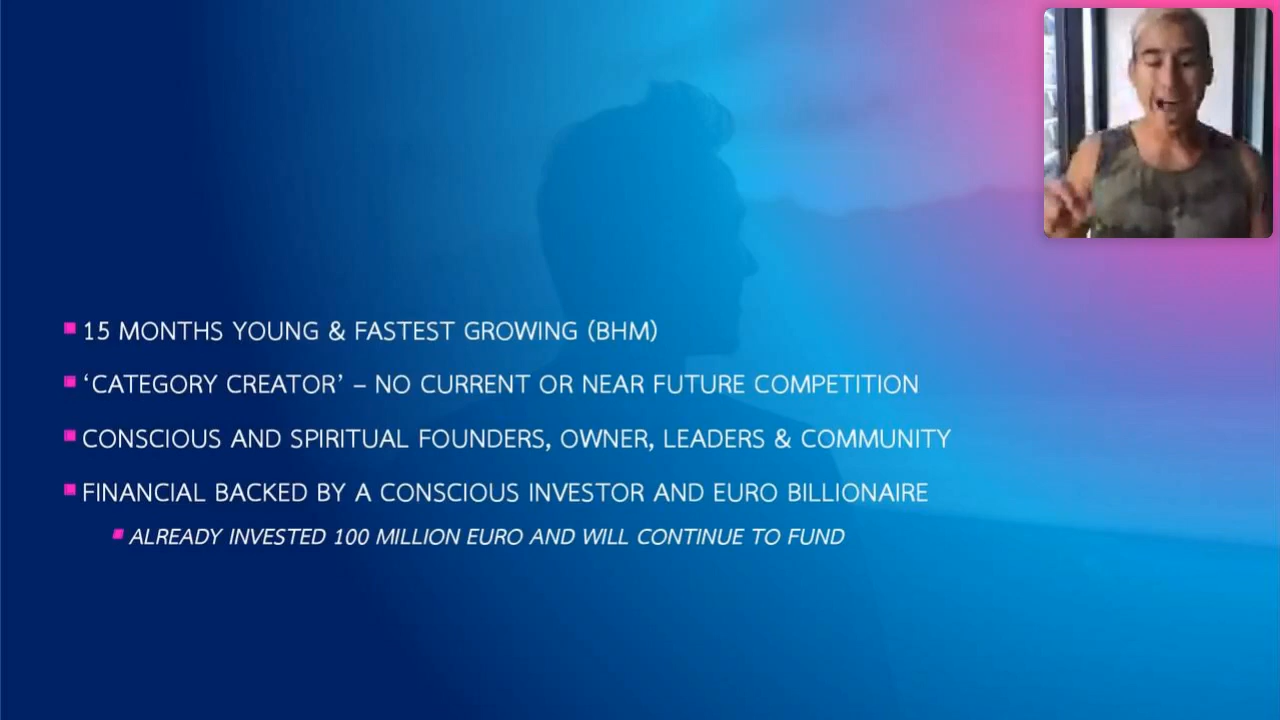 15 MONTHS YOUNG & FASTEST GROWING (BHM)
‘CATEGORY CREATOR’ – NO CURRENT OR NEAR FUTURE COMPETITION
CONSCIOUS AND SPIRITUAL FOUNDERS, OWNER, LEADERS & COMMUNITY
FINANCIAL BACKED BY A CONSCIOUS INVESTOR AND EURO BILLIONAIRE
ALREADY INVESTED 100 MILLION EURO AND WILL CONTINUE TO FUND